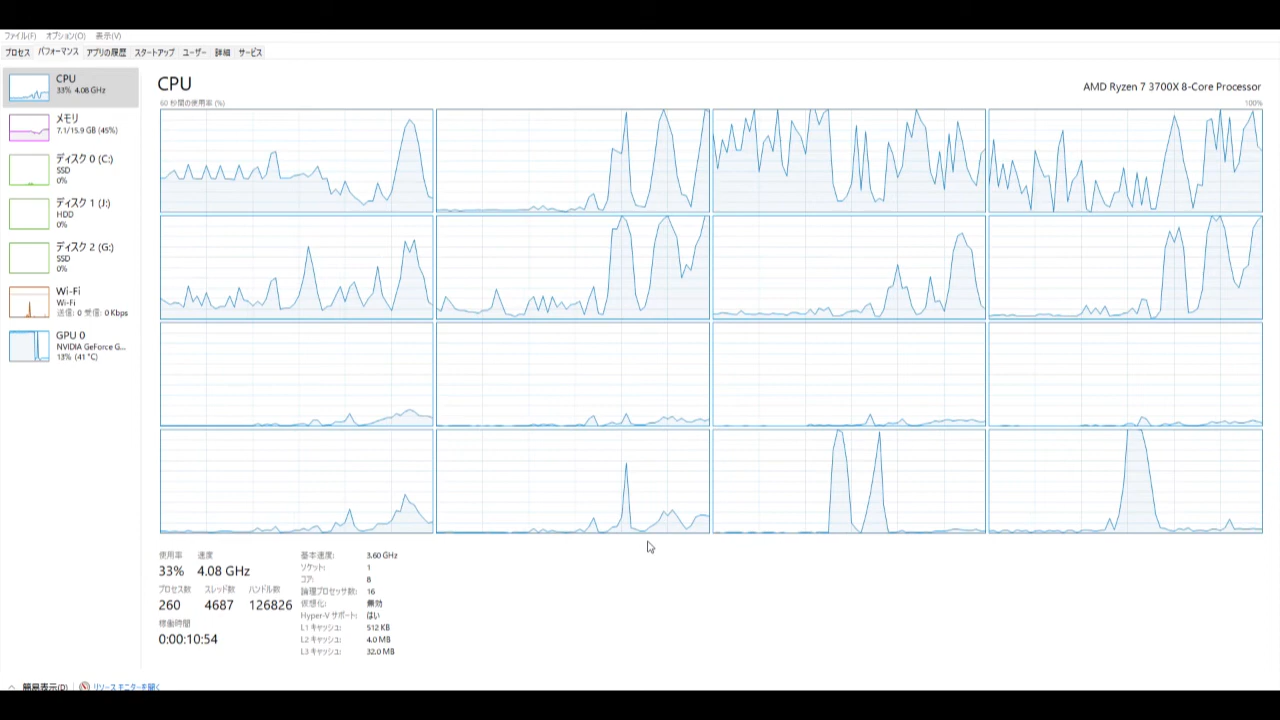 ファイル(F) オプション(O) 表示(V)
プロセス パフォーマンス アプリの履歴 スタートアップ ユーザー 詳細 サービス
CPU
33% 4.08 GHz
メモリ
7.1/15.9 GB (45%)
ディスク 0 (C:)
SSD
0%
ディスク 1 (J:)
HDD
0%
ディスク 2 (G:)
SSD
0%
Wi-Fi
Wi-Fi
送信: 0 受信: 0 Kbps
GPU 0
NVIDIA GeForce G...
13% (41 °C)
CPU
AMD Ryzen 7 3700X 8-Core Processor
60 秒間の使用率 (%)
100%
使用率 速度
33% 4.08 GHz
プロセス数 スレッド数 ハンドル数
260 4687 126826
稼働時間
0:00:10:54
基本速度: 3.60 GHz
ソケット: 1
コア: 8
論理プロセッサ数: 16
仮想化: 無効
Hyper-V サポート: はい
L1 キャッシュ: 512 KB
L2 キャッシュ: 4.0 MB
L3 キャッシュ: 32.0 MB
簡易表示(D) リソース モニターを開く